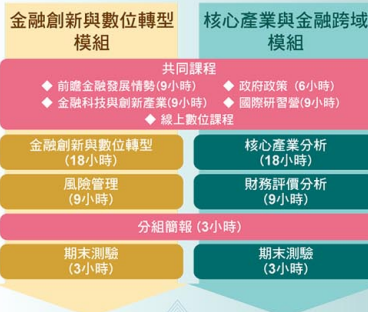 金融創新與數位轉型
模組
核心產業與金融跨域
模組
共同課程
◆ 前瞻金融發展情勢(9小時) ◆ 政府政策 (6小時)
◆ 金融科技與創新產業(9小時) ◆ 國際研習營(9小時)
◆ 線上數位課程
金融創新與數位轉型
(18小時)
核心產業分析
(18小時)
風險管理
(9小時)
財務評價分析
(9小時)
分組簡報 (3小時)
期末測驗
(3小時)
期末測驗
(3小時)